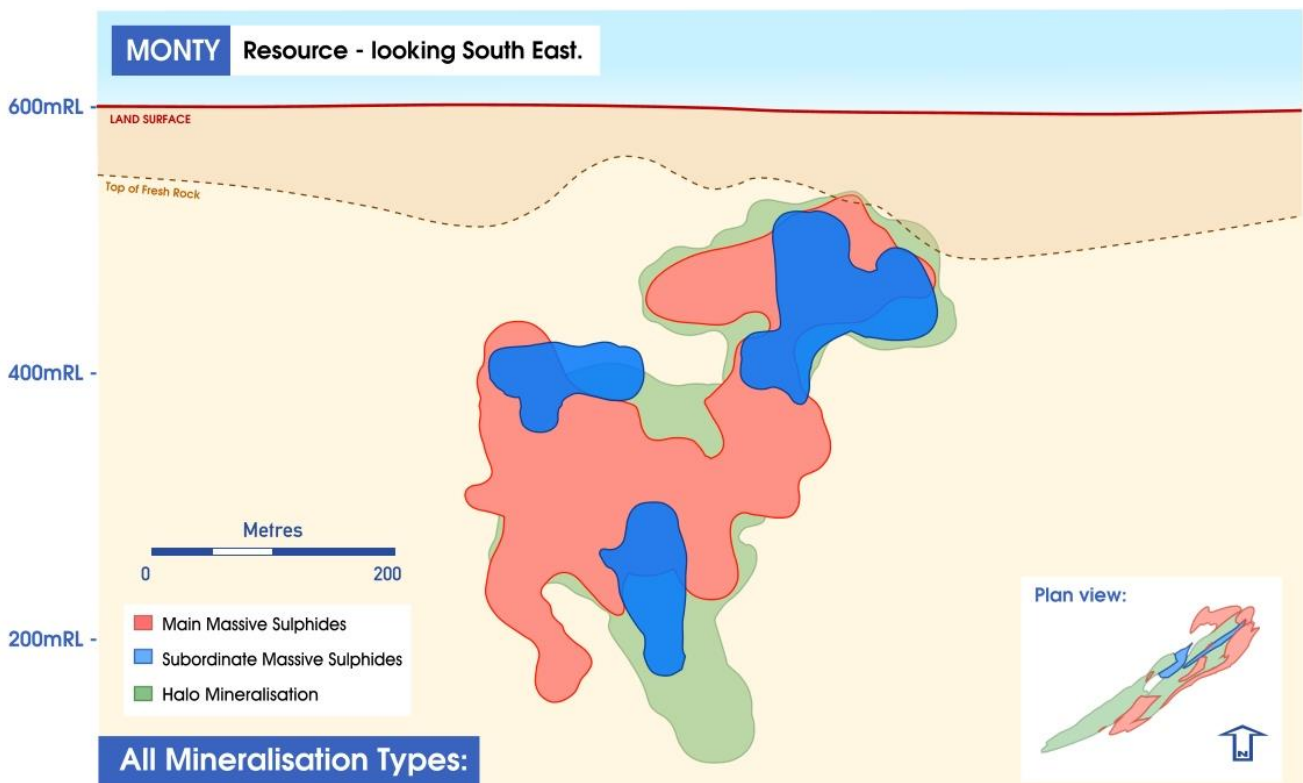 MONTY Resource - looking South East.
600mRL -
LAND SURFACE
Top of Fresh Rock
400mRL -
Metres
0 200
Main Massive Sulphides
200mRL -
Subordinate Massive Sulphides
Halo Mineralisation
Plan view:
N
All Mineralisation Types: